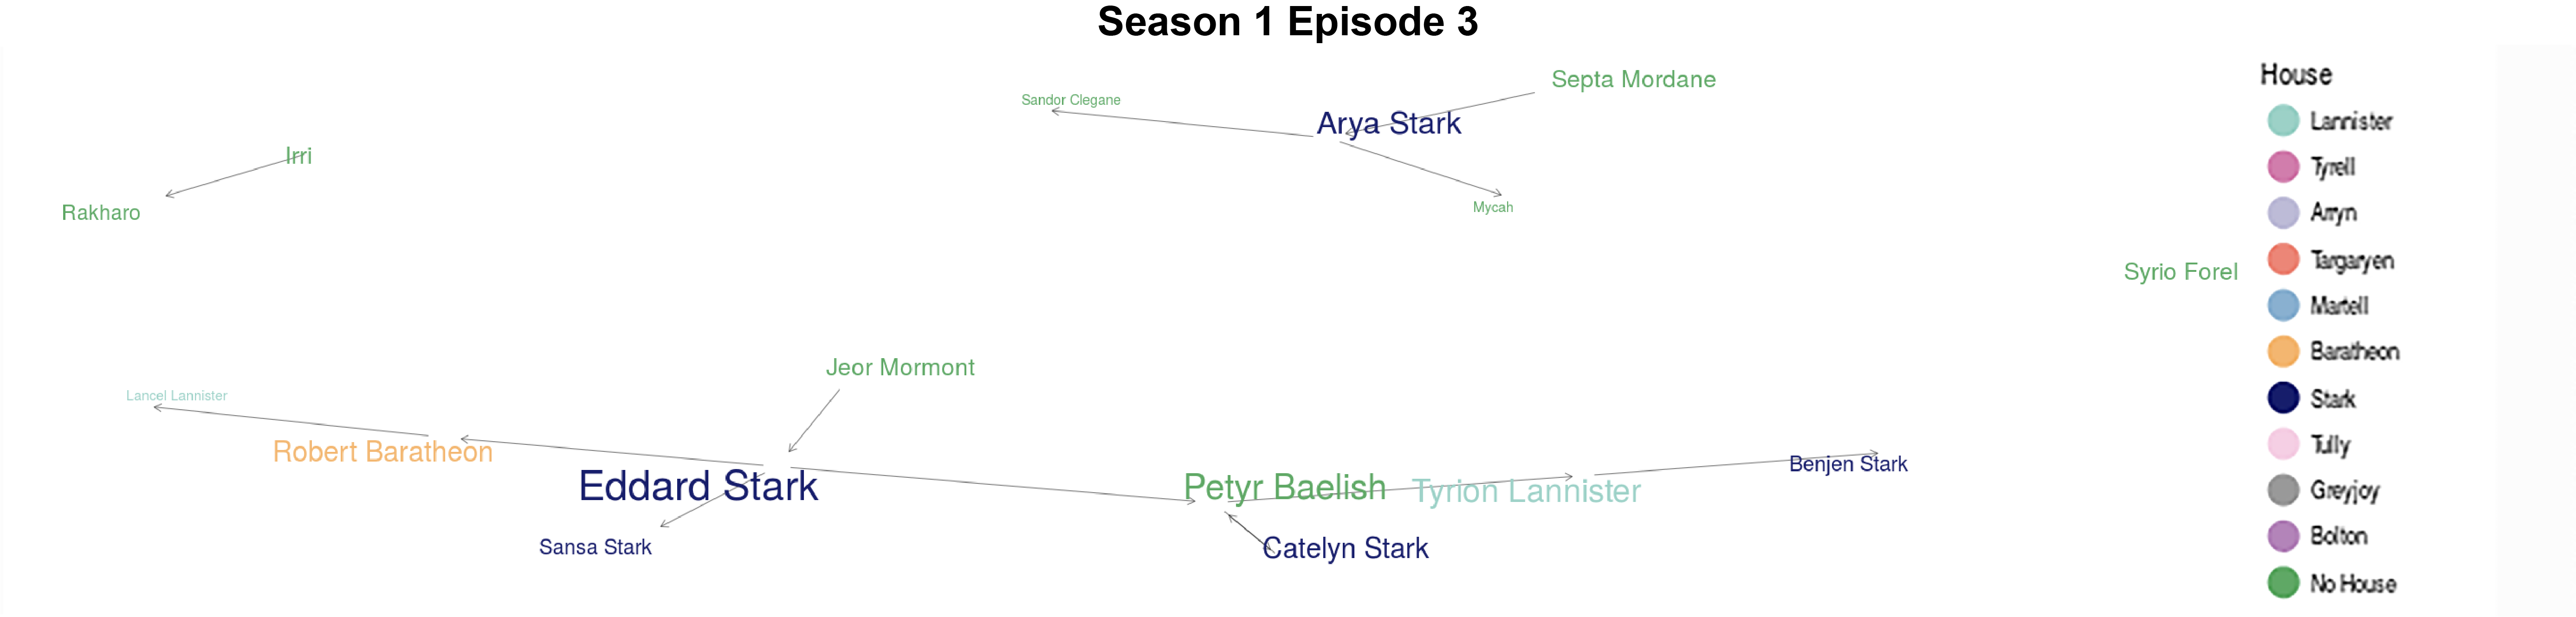 Season 1 Episode 3
Septa Mordane
Sandor Clegane
Arya Stark
Irri
Rakharo
Mycah
Syrio Forel
Jeor Mormont
Lancel Lannister
Robert Baratheon
Eddard Stark
Petyr Baelish
Tyrion Lannister
Benjen Stark
Sansa Stark
Catelyn Stark
House
Lannister
Tyrell
Arryn
Targaryen
Martell
Baratheon
Stark
Tully
Greyjoy
Bolton
No House